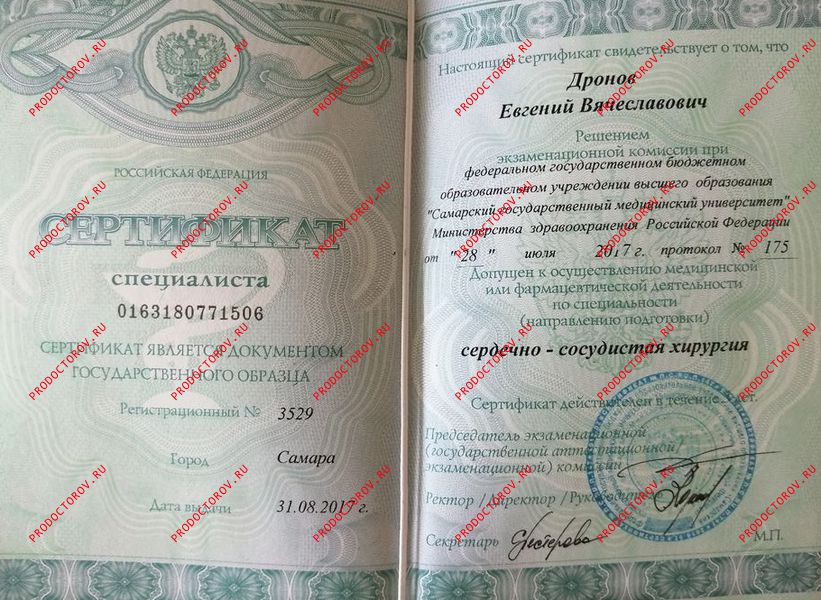 РОССИЙСКАЯ ФЕДЕРАЦИЯ
СЕРТИФИКАТ
специалиста
0163180771506
СЕРТИФИКАТ ЯВЛЯЕТСЯ ДОКУМЕНТОМ
ГОСУДАРСТВЕННОГО ОБРАЗЦА
Регистрационный № 3529
Город Самара
Дата выдачи 31.08.2017 г.
Настоящий сертификат свидетельствует о том, что
Дронов
Евгений Вячеславович
Решением
экзаменационной комиссии при
федеральном государственном бюджетном
образовательном учреждении высшего образования
"Самарский государственный медицинский университет"
Министерства здравоохранения Российской Федерации
от "28" июля 2017 г. протокол № 175
Допущен к осуществлению медицинской
или фармацевтической деятельности
по специальности
(направлению подготовки)
сердечно - сосудистая хирургия
Сертификат действителен в течение лет.
Председатель экзаменационной
(государственной аттестационной/
экзаменационной) комиссии
Ректор / Директор / Руководитель
Секретарь
М.П.
PRODOCTOROV.RU